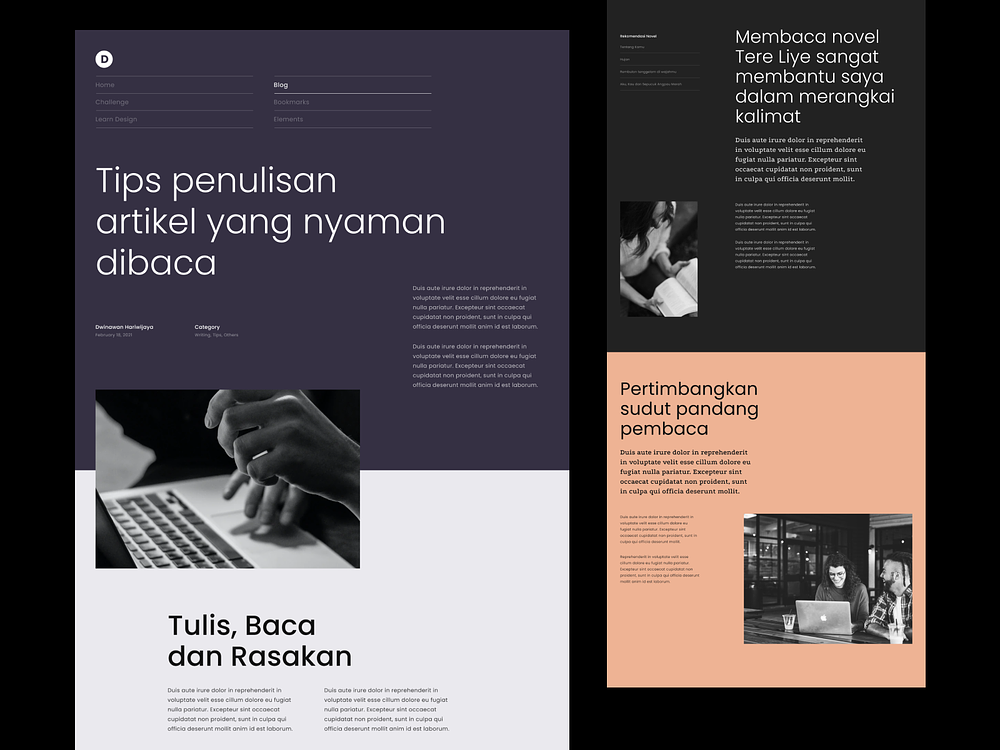 D
Home
Challenge
Learn Design
Blog
Bookmarks
Elements
Tips penulisan
artikel yang nyaman
dibaca
Dwinawan Hariwijaya
February 15, 2021
Category
Writing, Tips, Others
Duis aute irure dolor in reprehenderit in
voluptate velit esse cillum dolore eu fugiat
nulla pariatur. Excepteur sint occaecat
cupidatat non proident, sunt in culpa qui
officia deserunt mollit anim id est laborum.
Duis aute irure dolor in reprehenderit in
voluptate velit esse cillum dolore eu fugiat
nulla pariatur. Excepteur sint occaecat
cupidatat non proident, sunt in culpa qui
officia deserunt mollit anim id est laborum.
Tulis, Baca
dan Rasakan
Duis aute irure dolor in reprehenderit in
voluptate velit esse cillum dolore eu fugiat
nulla pariatur. Excepteur sint occaecat
cupidatat non proident, sunt in culpa qui
officia deserunt mollit anim id est laborum.
Duis aute irure dolor in reprehenderit in
voluptate velit esse cillum dolore eu fugiat
nulla pariatur. Excepteur sint occaecat
cupidatat non proident, sunt in culpa qui
officia deserunt mollit anim id est laborum.
Rekomendasi Novel
Tentang Kamu
Membaca novel
Tere Liye sangat
membantu saya
dalam merangkai
kalimat
Duis aute irure dolor in reprehenderit
in voluptate velit esse cillum dolore eu
fugiat nulla pariatur. Excepteur sint
occaecat cupidatat non proident, sunt
in culpa qui officia deserunt mollit.
Duis aute irure dolor in reprehenderit in
voluptate velit esse cillum dolore eu fugiat
nulla pariatur. Excepteur sint occaecat
cupidatat non proident, sunt in culpa qui
officia deserunt mollit anim id est laborum.
Duis aute irure dolor in reprehenderit in
voluptate velit esse cillum dolore eu fugiat
nulla pariatur. Excepteur sint occaecat
cupidatat non proident, sunt in culpa qui
officia deserunt mollit anim id est laborum.
Pertimbangkan
sudut pandang
pembaca
Duis aute irure dolor in reprehenderit
in voluptate velit esse cillum dolore eu
fugiat nulla pariatur. Excepteur sint
occaecat cupidatat non proident, sunt
in culpa qui officia deserunt mollit.
Duis aute irure dolor in reprehenderit in
voluptate velit esse cillum dolore eu
fugiat nulla pariatur. Excepteur sint
occaecat cupidatat non proident, sunt in
culpa qui officia deserunt mollit.
Reprehenderit in voluptate velit esse
cillum dolore eu fugiat nulla pariatur.
Excepteur sint occaecat cupidatat non
proident, sunt in culpa qui officia
deserunt mollit anim id est laborum.